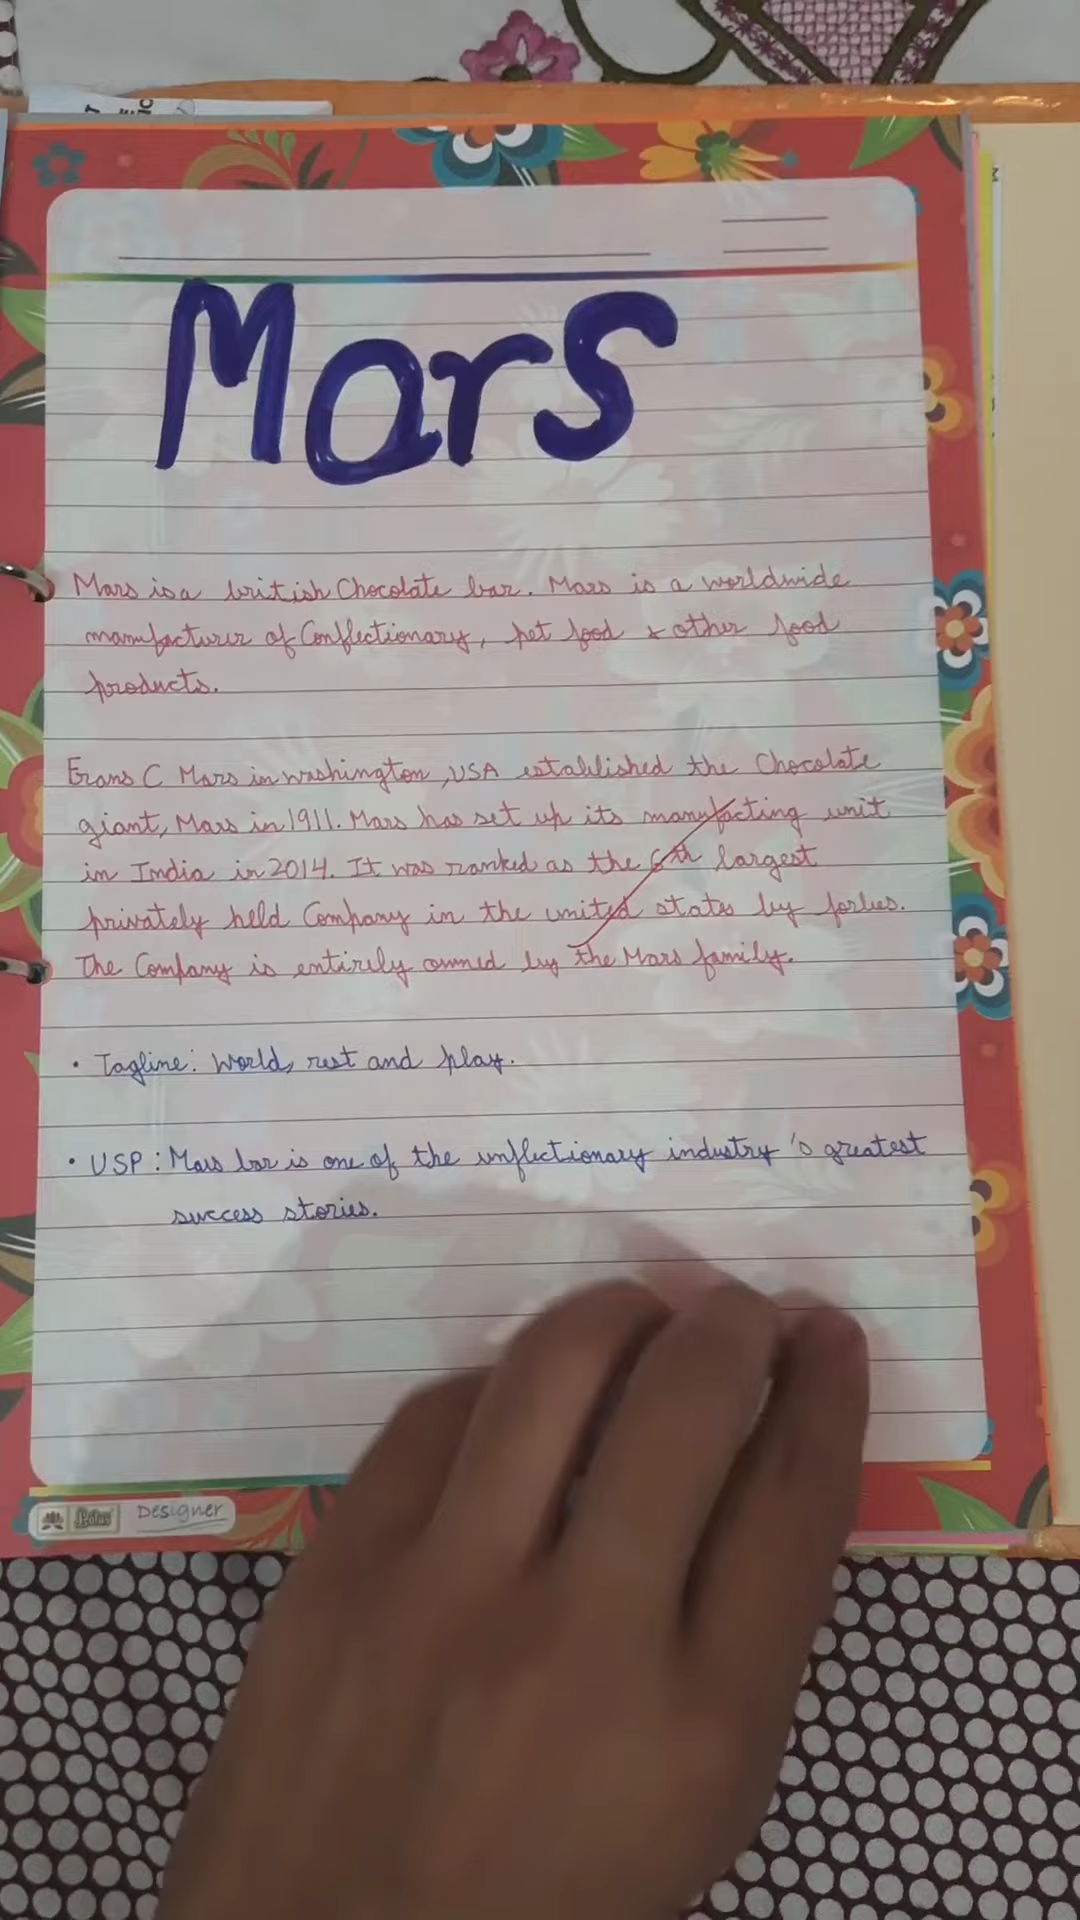 Mars
Mars is a british Chocolate bar. Mars is a worldwide
manufacturer of Conflectionary, pet food & other food
products.
Erans C Mars in washington, USA established the Chocolate
giant, Mars in 1911. Mars has set up its manufacting unit
in India in 2014. It was ranked as the 6th largest
privately held Company in the united states by forbes.
The Company is entirely owned by the Mars family.
• Tagline: World, rest and play.
• USP: Mars bar is one of the unflectionary industry's greatest
success stories.
Lotus Designer